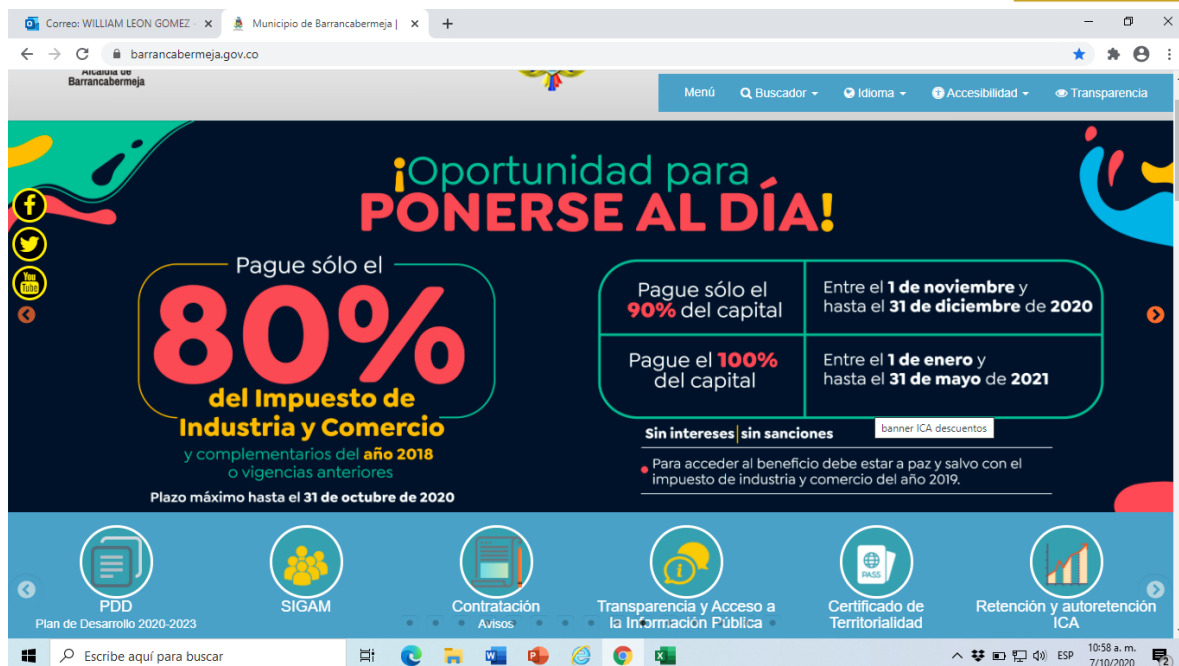 Correo: WILLIAM LEON GOMEZ -
Municipio de Barrancabermeja |
barrancabermeja.gov.co
Alcaldía de
Barrancabermeja
Menú
Buscador
Idioma
Accesibilidad
Transparencia
¡Oportunidad para
PONERSE AL DÍA!
You
Tube
Pague sólo el
80%
del Impuesto de
Industria y Comercio
y complementarios del año 2018
o vigencias anteriores
Plazo máximo hasta el 31 de octubre de 2020
Pague sólo el
90% del capital
Entre el 1 de noviembre y
hasta el 31 de diciembre de 2020
Pague el 100%
del capital
Entre el 1 de enero y
hasta el 31 de mayo de 2021
banner ICA descuentos
Sin intereses sin sanciones
Para acceder al beneficio debe estar a paz y salvo con el
impuesto de industria y comercio del año 2019.
PDD
Plan de Desarrollo 2020-2023
SIGAM
Contratación
Avisos
Transparencia y Acceso a
la Información Pública
PASS
Certificado de
Territorialidad
Retención y autoretención
ICA
Escribe aquí para buscar
ESP
10:58 a. m.
7/10/2020
2